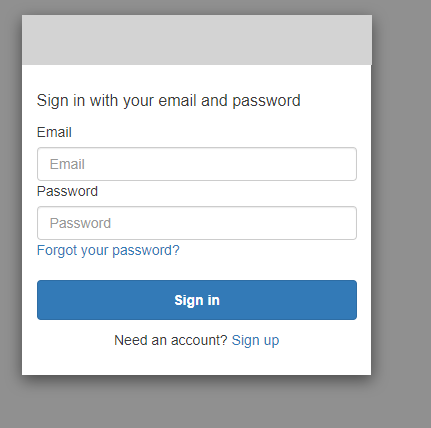 Sign in with your email and password
Email
Email
Password
Password
Forgot your password?
Sign in
Need an account? Sign up